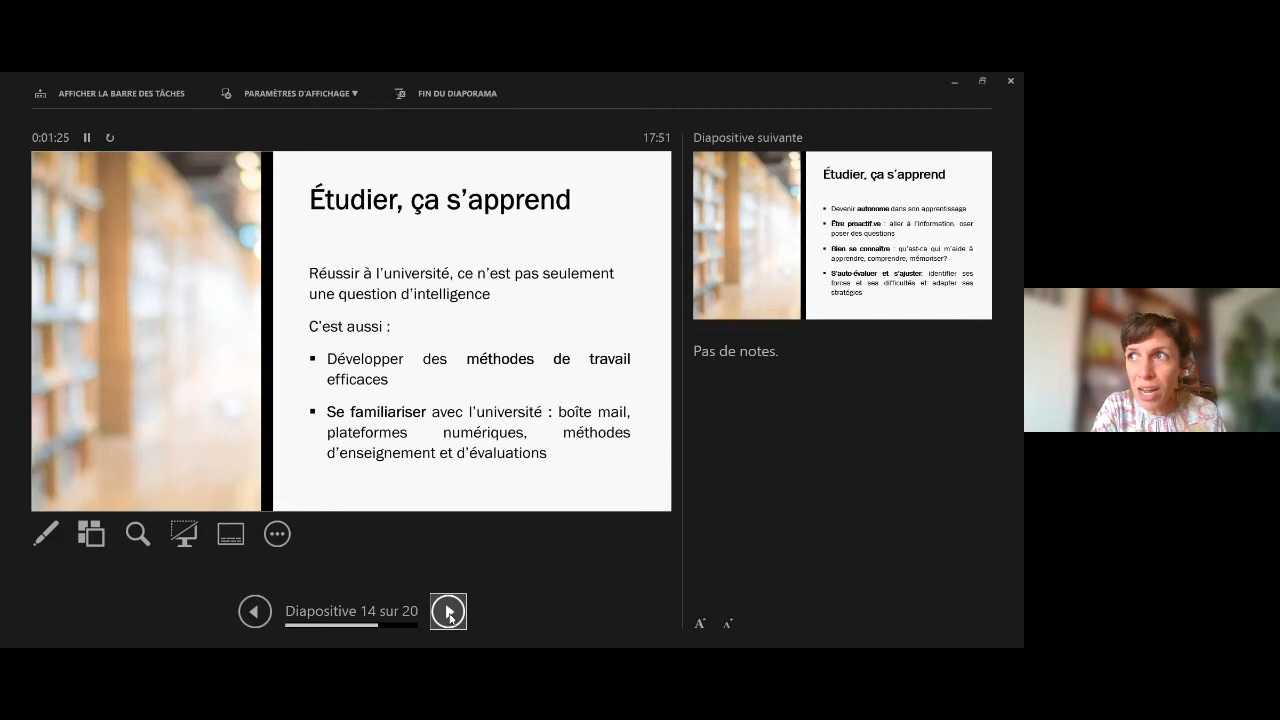 AFFICHER LA BARRE DES TÂCHES
PARAMÈTRES D'AFFICHAGE ▼
FIN DU DIAPORAMA
0:01:25
17:51
Étudier, ça s'apprend
Réussir à l'université, ce n'est pas seulement
une question d'intelligence
C'est aussi :
▪ Développer des méthodes de travail
efficaces
▪ Se familiariser avec l'université : boîte mail,
plateformes numériques, méthodes
d'enseignement et d'évaluations
Diapositive 14 sur 20
Diapositive suivante
Étudier, ça s'apprend
▪ Devenir autonome dans son apprentissage
▪ Être proactif.ve : aller à l'information, oser
poser des questions
▪ Bien se connaître : qu'est-ce qui m'aide à
apprendre, comprendre, mémoriser?
▪ S'auto-évaluer et s'ajuster: identifier ses
forces et ses difficultés et adapter ses
stratégies
Pas de notes.
A A